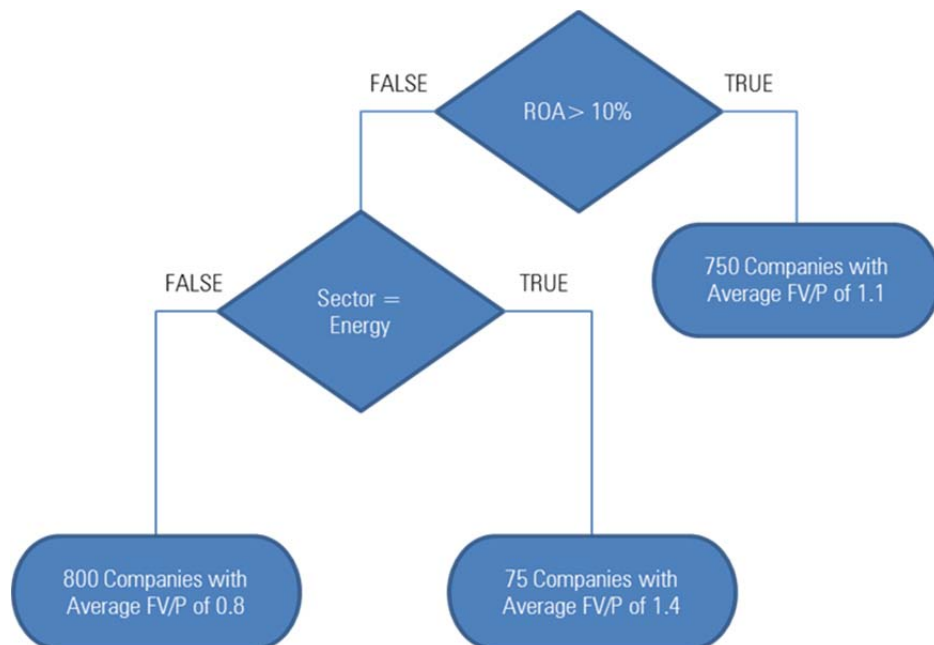 FALSE
TRUE
ROA> 10%
750 Companies with
Average FV/P of 1.1
FALSE
TRUE
Sector =
Energy
800 Companies with
Average FV/P of 0.8
75 Companies with
Average FV/P of 1.4